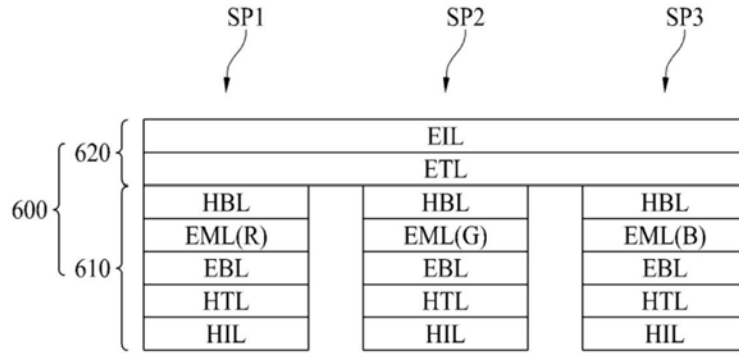 SP1 SP2 SP3
EIL
620
ETL
HBL HBL HBL
600
EML(R) EML(G) EML(B)
610 EBL EBL EBL
HTL HTL HTL
HIL HIL HIL